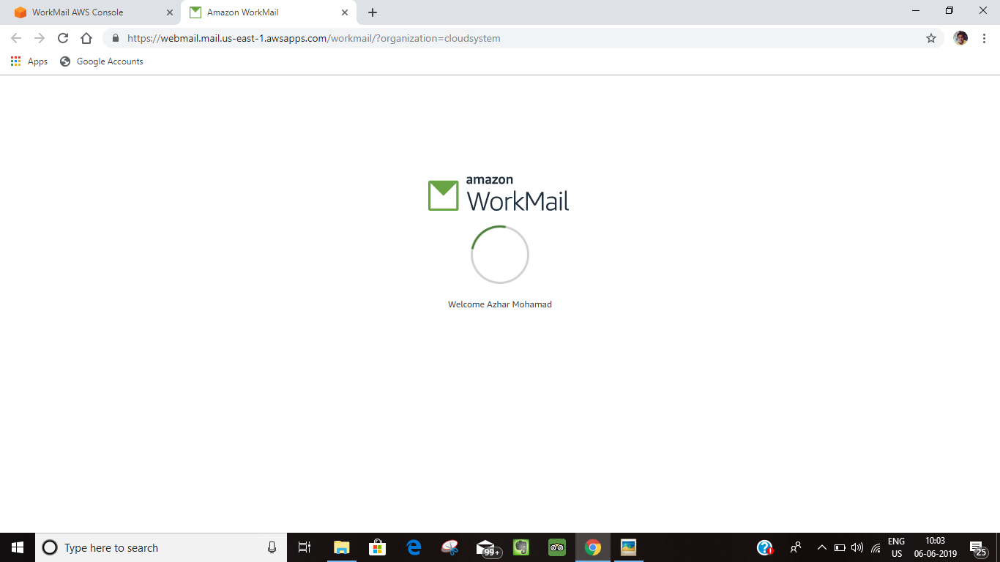 WorkMail AWS Console
Amazon WorkMail
https://webmail.mail.us-east-1.awsapps.com/workmail/?organization=cloudsystem
Apps
Google Accounts
amazon
WorkMail
Welcome Azhar Mohamad
Type here to search
99+
ENG
US
10:03
06-06-2019
25